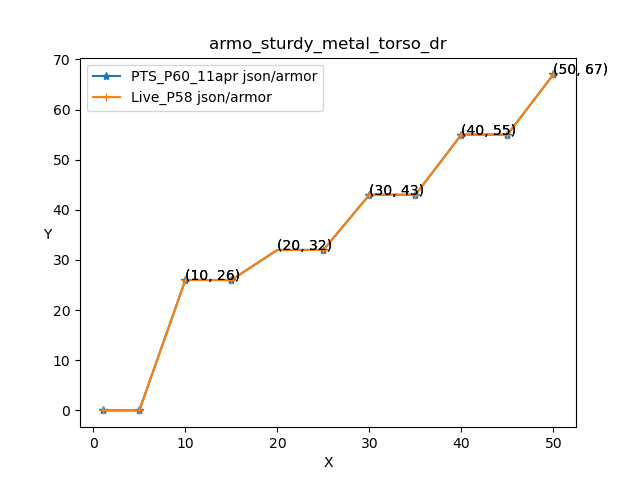 armo_sturdy_metal_torso_dr
PTS_P60_11apr json/armor
Live_P58 json/armor
70
60
50
40
30
20
10
0
Y
(50, 67)
(40, 55)
(30, 43)
(20, 32)
(10, 26)
0 10 20 30 40 50
X